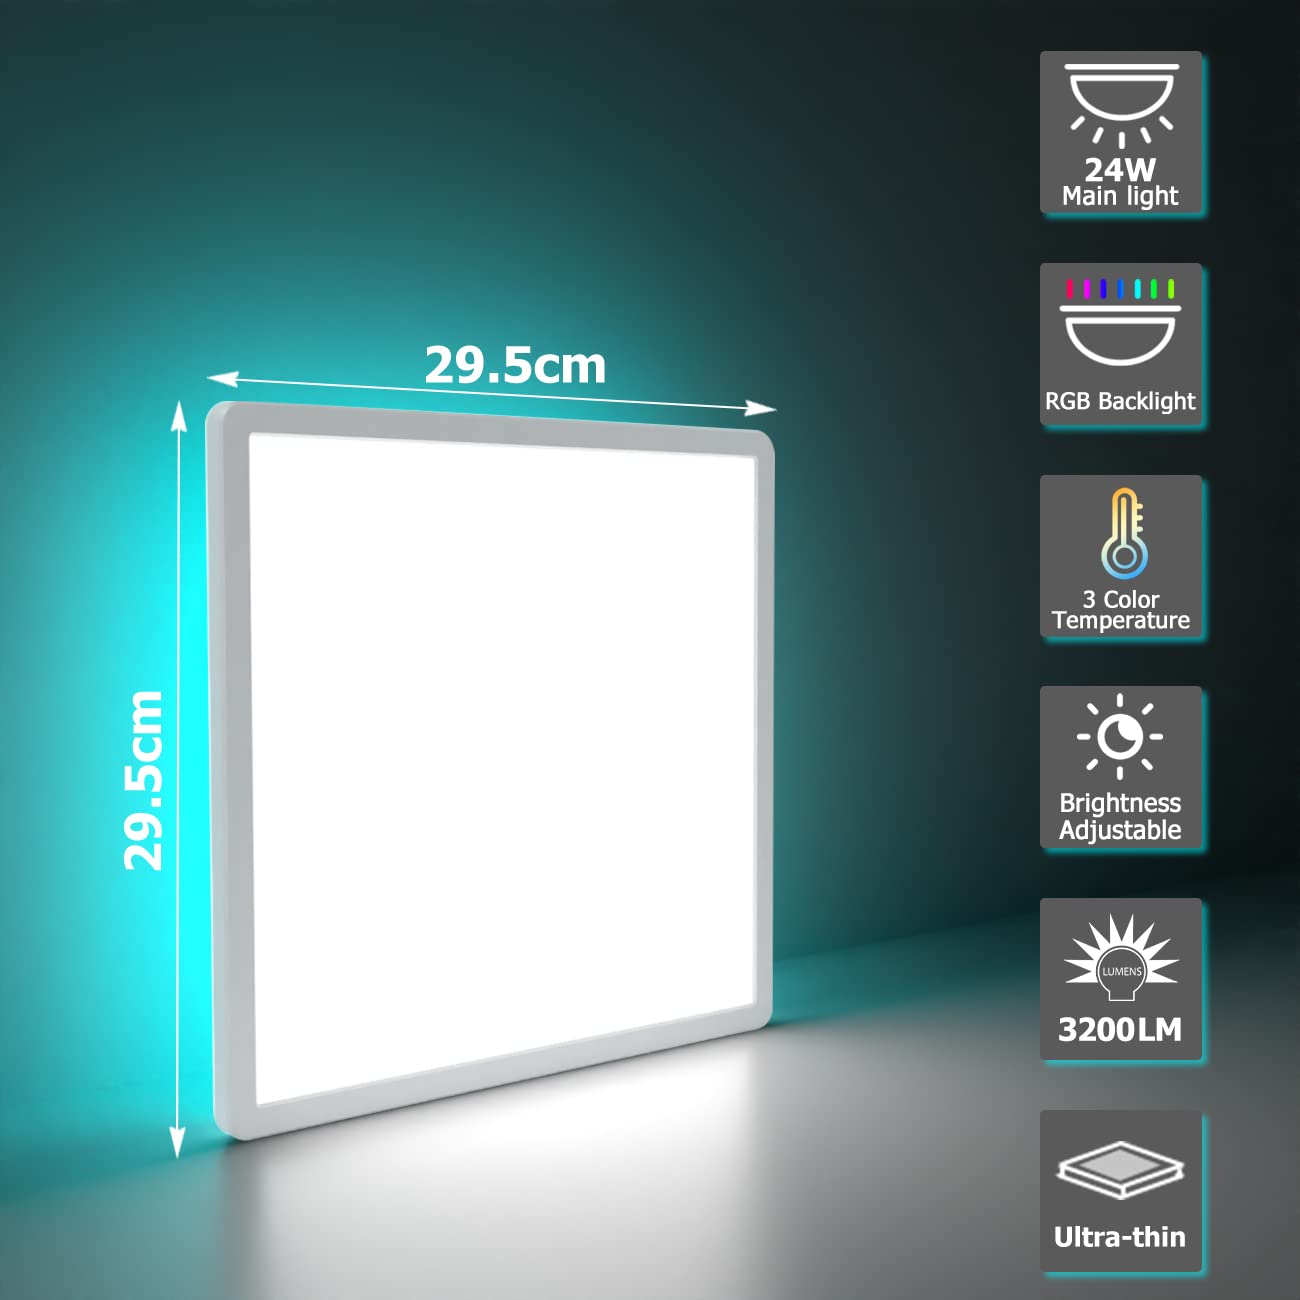 29.5cm
29.5cm
24W
Main light
RGB Backlight
3 Color
Temperature
Brightness
Adjustable
LUMENS
3200LM
Ultra-thin